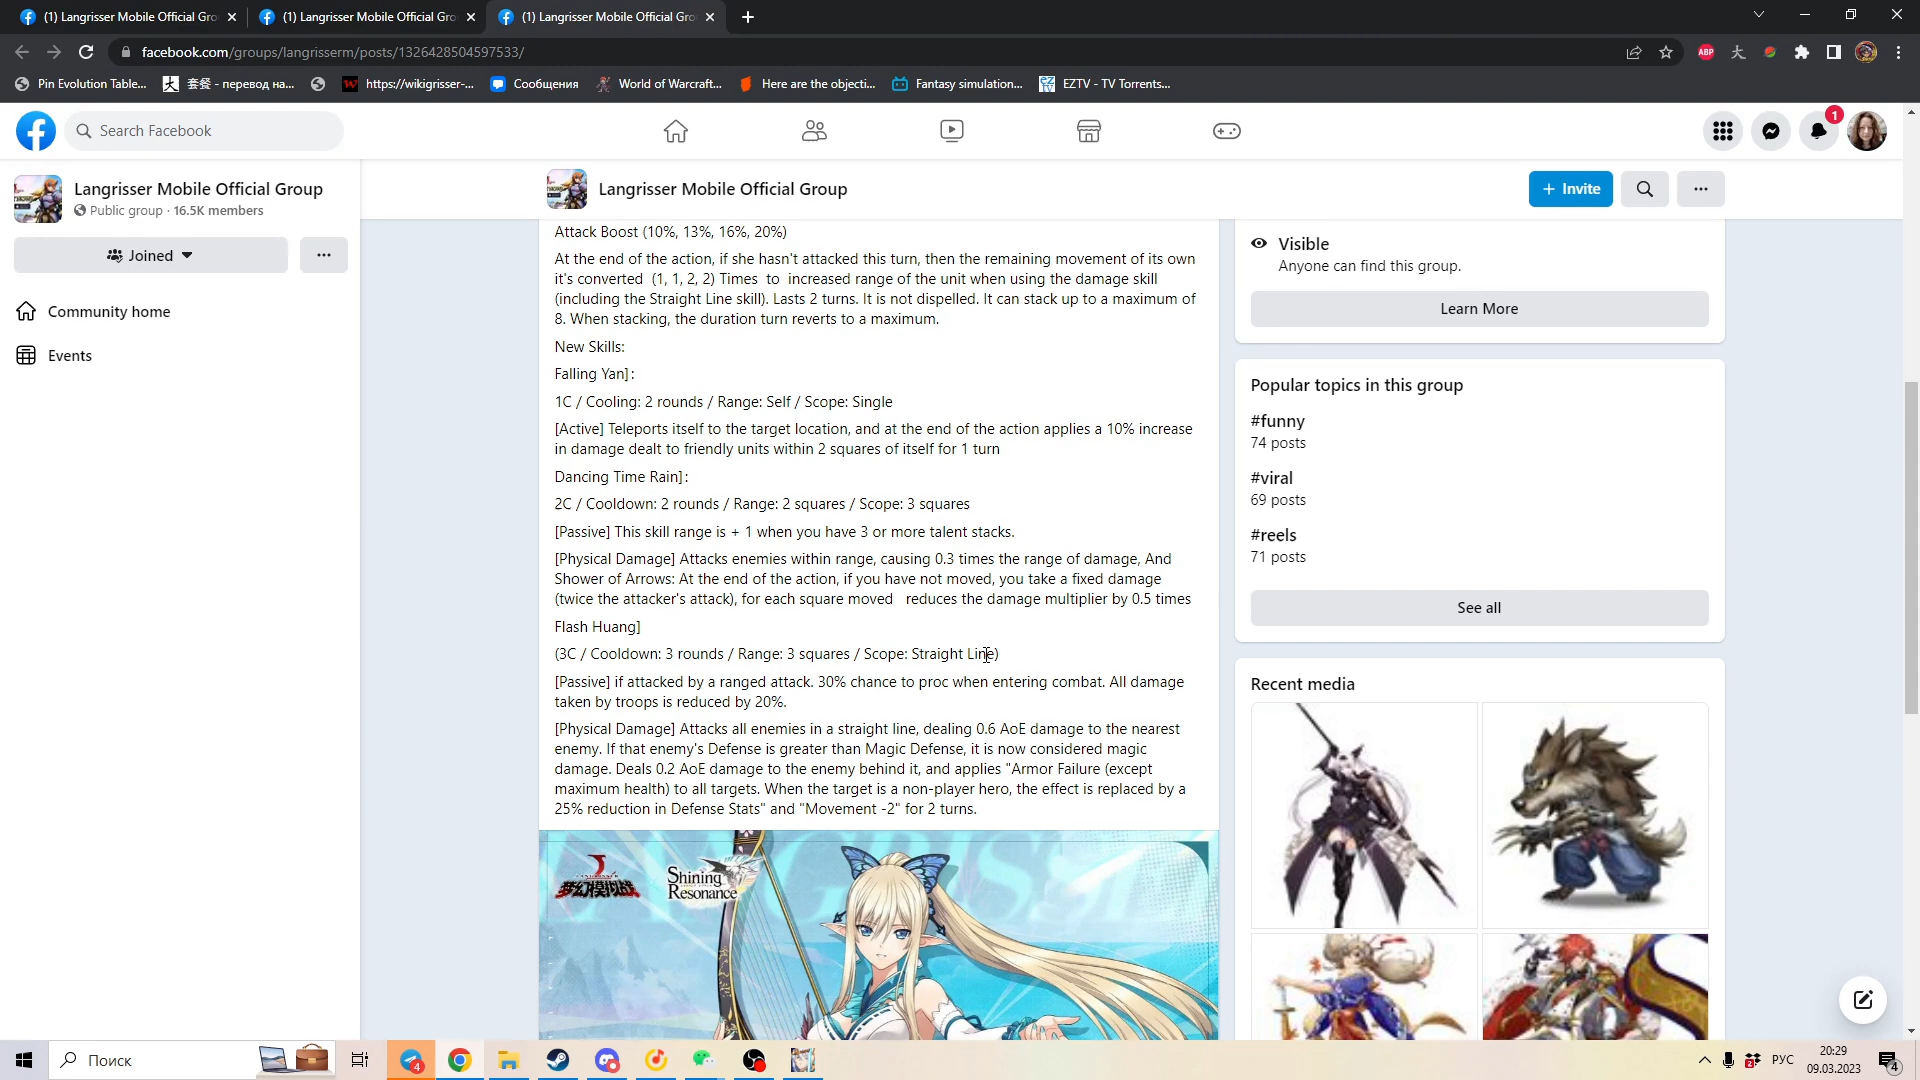 (1) Langrisser Mobile Official Gro
(1) Langrisser Mobile Official Gro
(1) Langrisser Mobile Official Gro
facebook.com/groups/langrisserm/posts/1326428504597533/
ABP
Pin Evolution Table...
套餐 - перевод на...
https://wikigrisser-...
Сообщения
World of Warcraft...
Here are the objecti...
Fantasy simulation...
EZTV - TV Torrents...
Search Facebook
1
Langrisser Mobile Official Group
Public group · 16.5K members
Joined
Community home
Events
Langrisser Mobile Official Group
+ Invite
Attack Boost (10%, 13%, 16%, 20%)
At the end of the action, if she hasn't attacked this turn, then the remaining movement of its own
it's converted (1, 1, 2, 2) Times to increased range of the unit when using the damage skill
(including the Straight Line skill). Lasts 2 turns. It is not dispelled. It can stack up to a maximum of
8. When stacking, the duration turn reverts to a maximum.
New Skills:
Falling Yan]:
1C / Cooling: 2 rounds / Range: Self / Scope: Single
[Active] Teleports itself to the target location, and at the end of the action applies a 10% increase
in damage dealt to friendly units within 2 squares of itself for 1 turn
Dancing Time Rain]:
2C / Cooldown: 2 rounds / Range: 2 squares / Scope: 3 squares
[Passive] This skill range is + 1 when you have 3 or more talent stacks.
[Physical Damage] Attacks enemies within range, causing 0.3 times the range of damage, And
Shower of Arrows: At the end of the action, if you have not moved, you take a fixed damage
(twice the attacker's attack), for each square moved reduces the damage multiplier by 0.5 times
Flash Huang]
(3C / Cooldown: 3 rounds / Range: 3 squares / Scope: Straight Line)
[Passive] if attacked by a ranged attack. 30% chance to proc when entering combat. All damage
taken by troops is reduced by 20%.
[Physical Damage] Attacks all enemies in a straight line, dealing 0.6 AoE damage to the nearest
enemy. If that enemy's Defense is greater than Magic Defense, it is now considered magic
damage. Deals 0.2 AoE damage to the enemy behind it, and applies "Armor Failure (except
maximum health) to all targets. When the target is a non-player hero, the effect is replaced by a
25% reduction in Defense Stats" and "Movement -2" for 2 turns.
梦幻模拟战
Shining
Resonance
Visible
Anyone can find this group.
Learn More
Popular topics in this group
#funny
74 posts
#viral
69 posts
#reels
71 posts
See all
Recent media
Поиск
4
2
РУС
20:29
09.03.2023
4